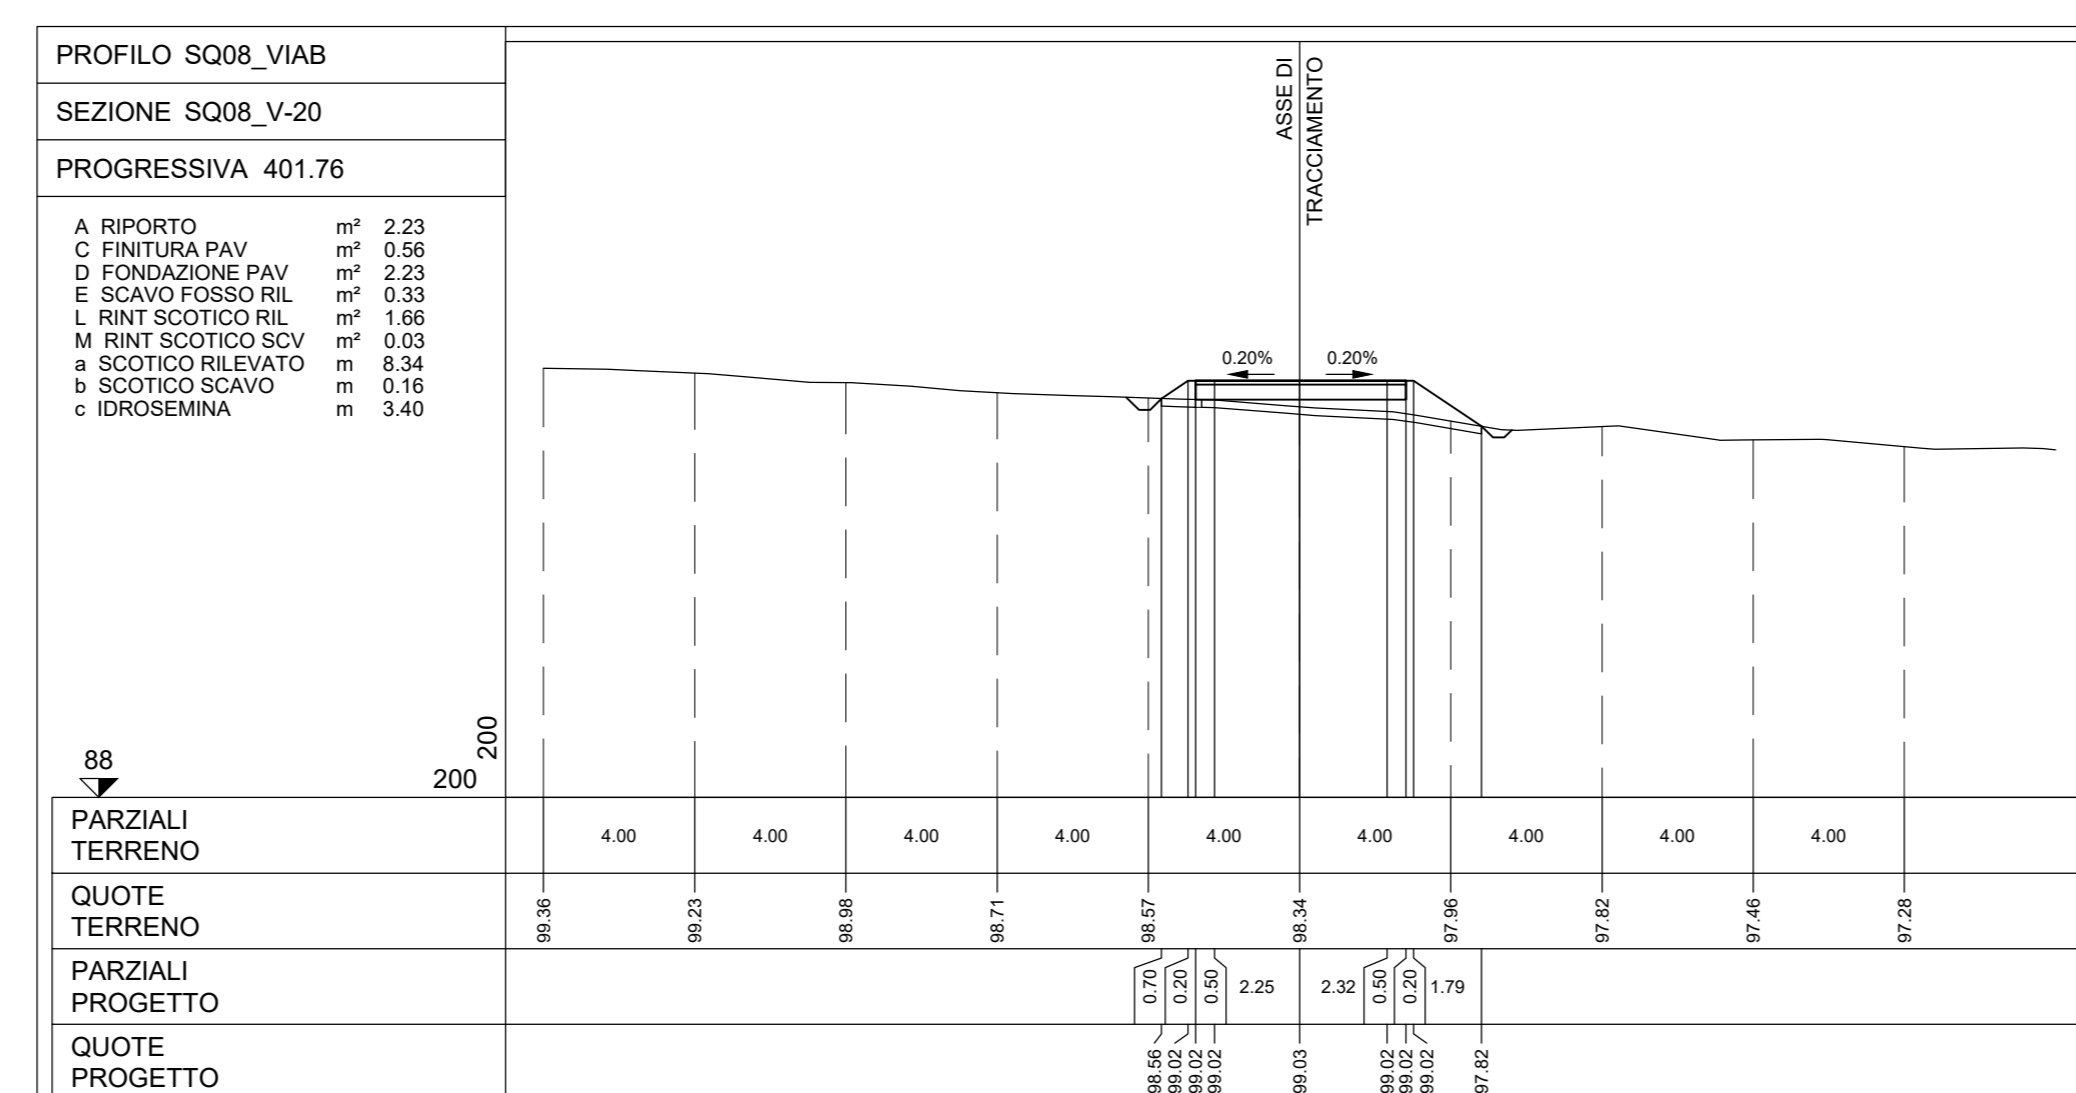 PROFILO SQ08_VIAB
SEZIONE SQ08_V-20
PROGRESSIVA 401.76
A RIPORTO m² 2.23
C FINITURA PAV m² 0.56
D FONDAZIONE PAV m² 2.23
E SCAVO FOSSO RIL m² 0.33
L RINT SCOTICO RIL m² 1.66
M RINT SCOTICO SCV m² 0.03
a SCOTICO RILEVATO m 8.34
b SCOTICO SCAVO m 0.16
c IDROSEMINA m 3.40
ASSE DI
TRACCIAMENTO
0.20% 0.20%
88
200
200
PARZIALI
TERRENO
4.00 4.00 4.00 4.00 4.00 4.00 4.00 4.00 4.00
QUOTE
TERRENO
99.36 99.23 98.98 98.71 98.57 98.34 97.96 97.82 97.46 97.28
PARZIALI
PROGETTO
0.70 0.20 0.50 2.25 2.32 0.50 0.20 1.79
QUOTE
PROGETTO
98.56 99.02 99.02 99.02 99.03 99.02 99.02 99.02 97.82